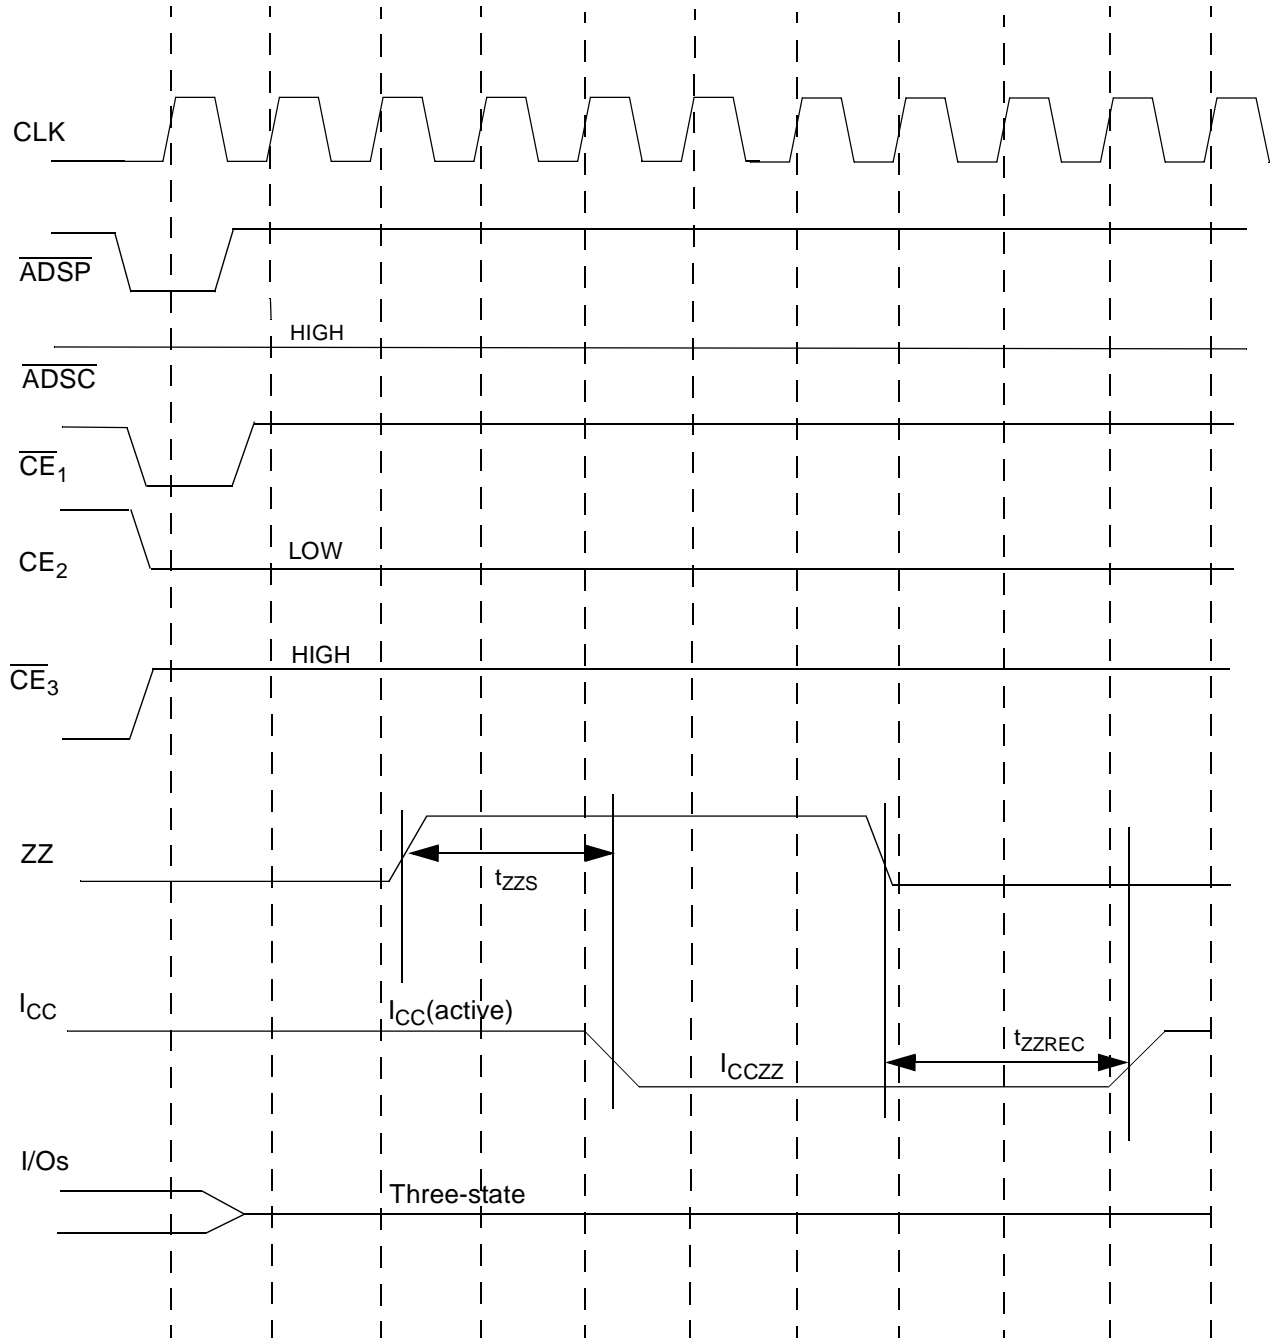 CLK
ADSP
HIGH
ADSC
CE1
LOW
CE2
HIGH
CE3
ZZ
tZZS
ICC
ICC(active)
tZZREC
ICCZZ
I/Os
Three-state